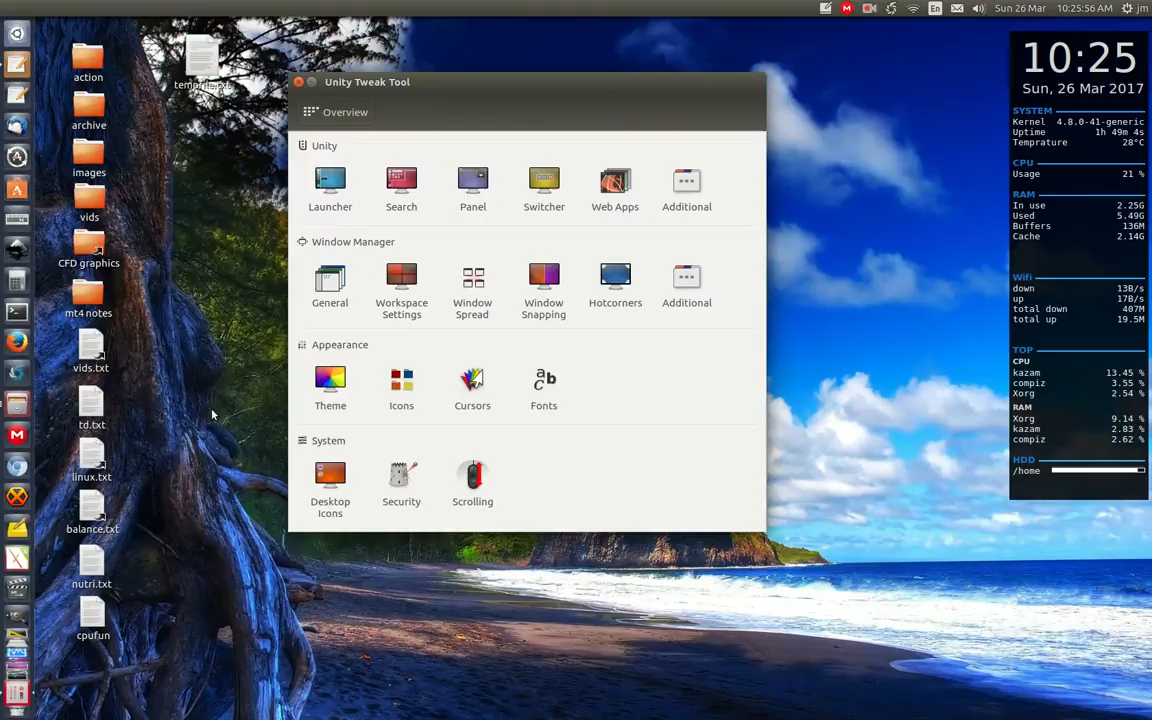 En
Sun 26 Mar
10:25:56 AM
jm
action
archive
images
vids
CFD graphics
mt4 notes
vids.txt
td.txt
linux.txt
balance.txt
nutri.txt
cpufun
Unity Tweak Tool
Overview
Unity
Launcher
Search
Panel
Switcher
Web Apps
Additional
Window Manager
General
Workspace
Settings
Window
Spread
Window
Snapping
Hotcorners
Additional
Appearance
Theme
Icons
Cursors
Fonts
System
Desktop
Icons
Security
Scrolling
10:25
Sun, 26 Mar 2017
SYSTEM
Kernel 4.8.0-41-generic
Uptime 1h 49m 4s
Temprature 28°C
CPU
Usage 21 %
RAM
In use 2.25G
Used 5.49G
Buffers 136M
Cache 2.14G
Wifi
down 13B/s
up 17B/s
total down 407M
total up 19.5M
TOP
CPU
kazam 13.45 %
compiz 3.55 %
Xorg 2.54 %
RAM
Xorg 9.14 %
kazam 2.83 %
compiz 2.62 %
HDD
/home